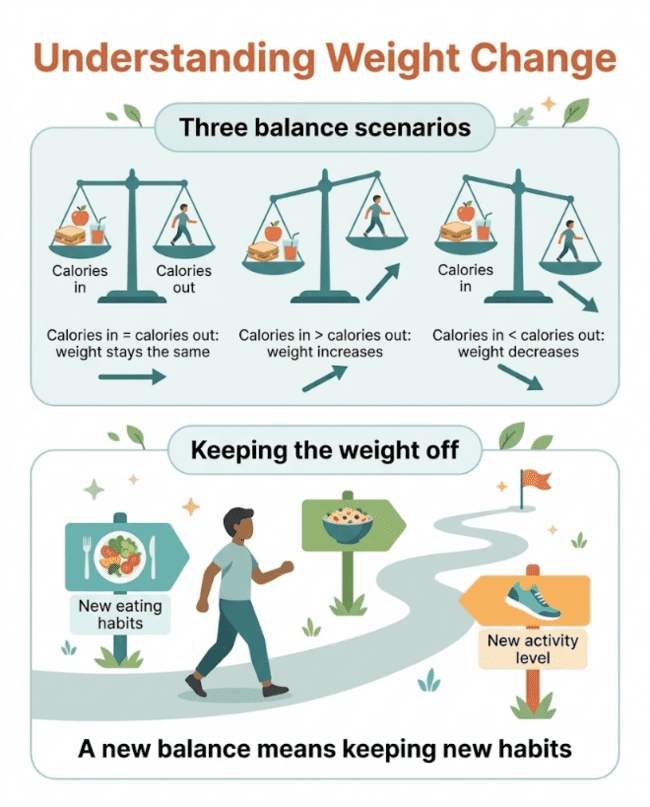 Understanding Weight Change
Three balance scenarios
Calories
in
Calories
out
Calories in = calories out:
weight stays the same
Calories in > calories out:
weight increases
Calories
in
Calories in < calories out:
weight decreases
Keeping the weight off
New eating
habits
New activity
level
A new balance means keeping new habits